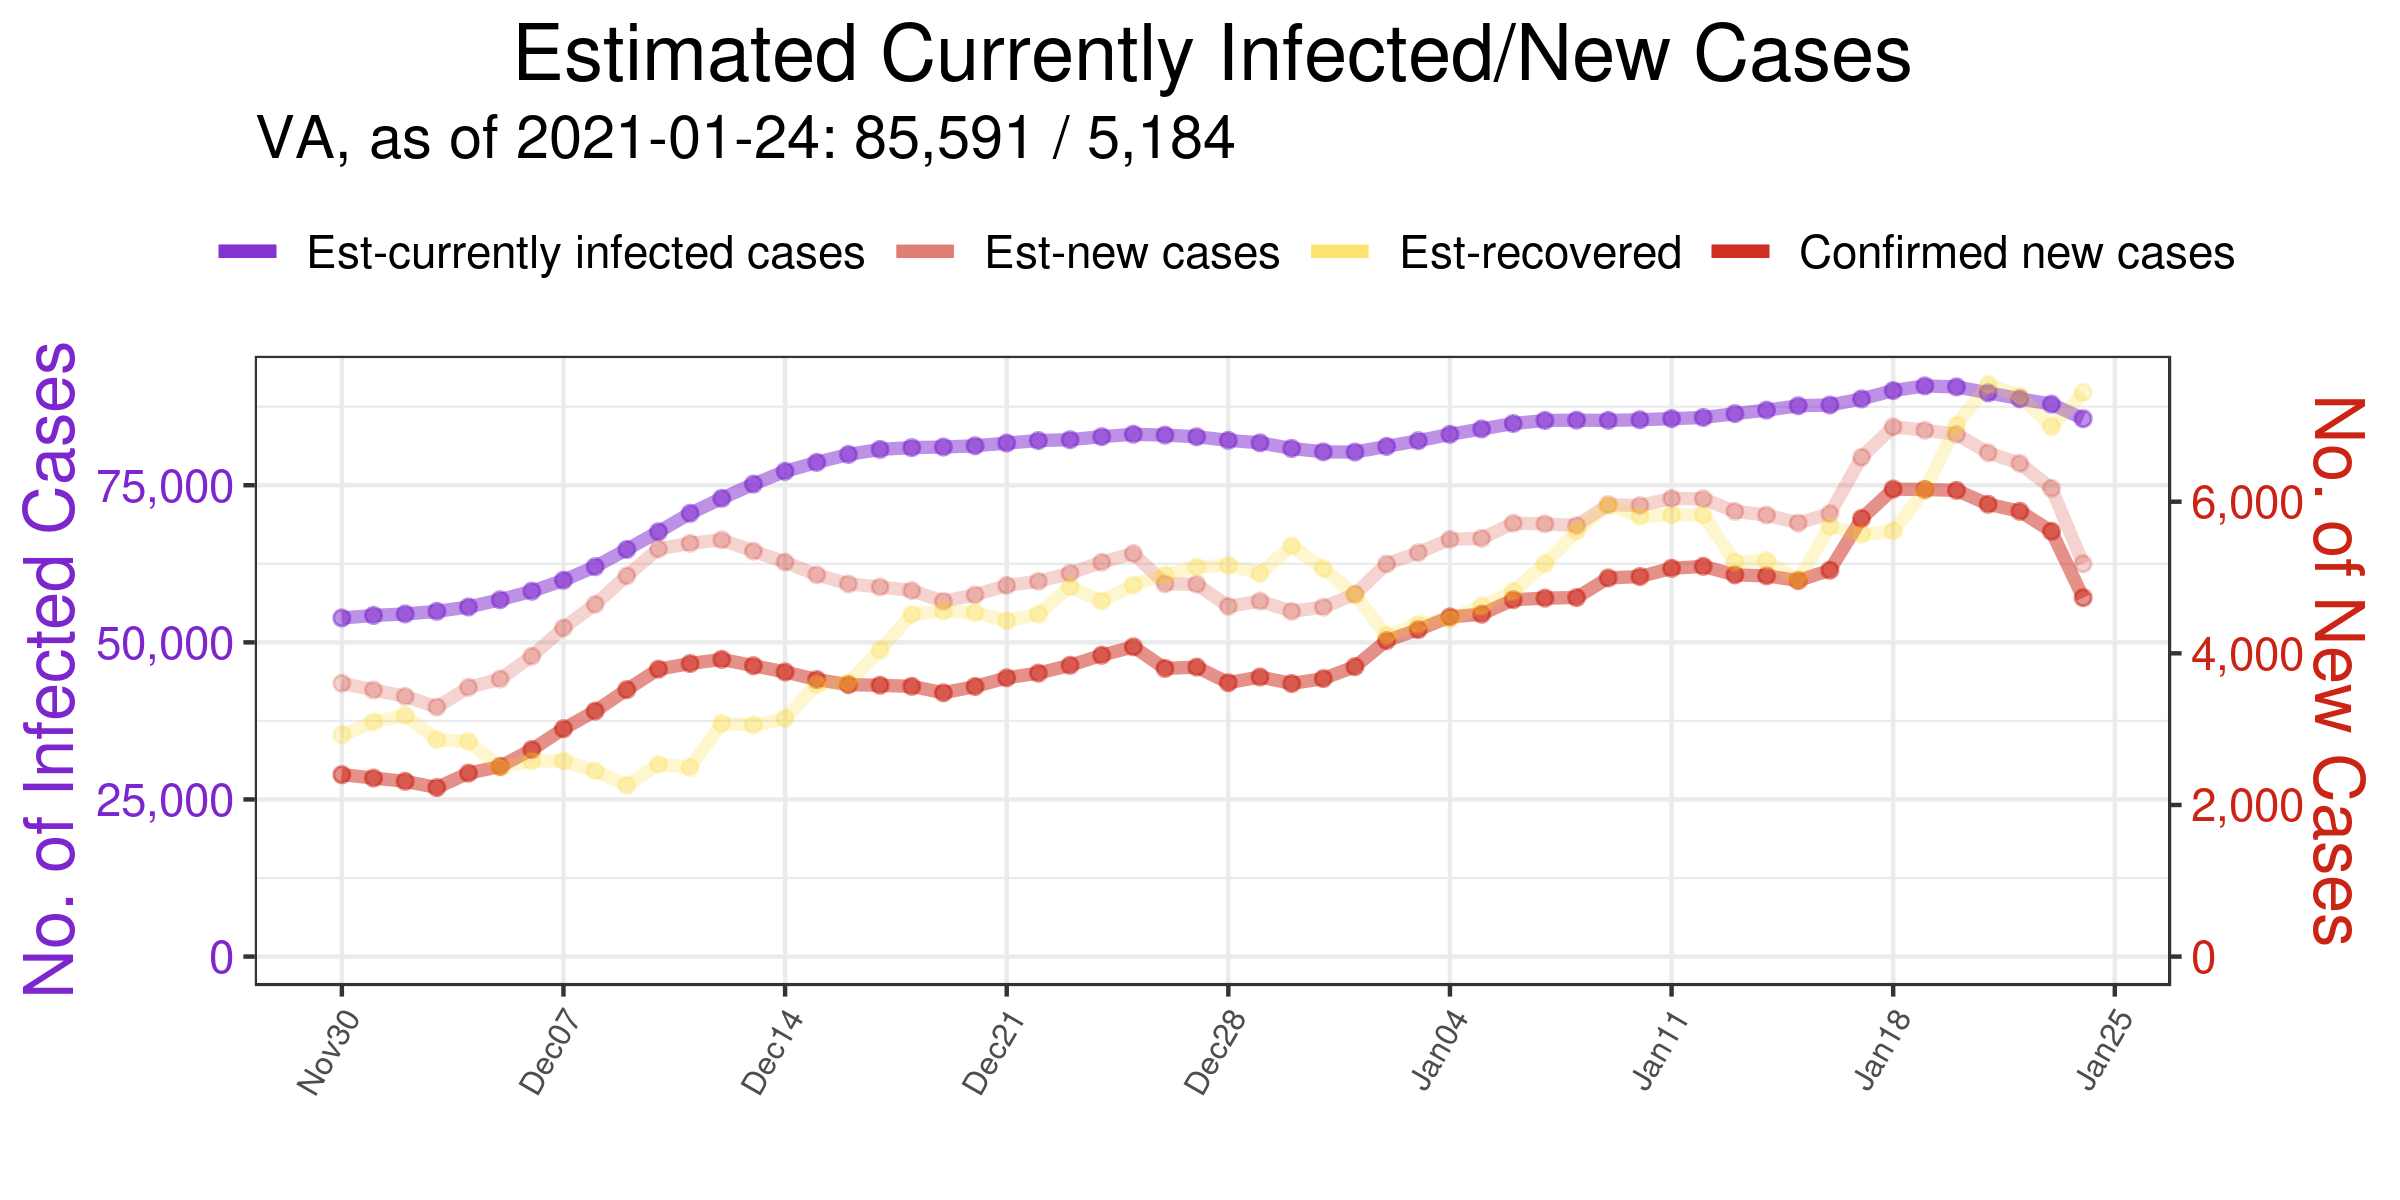 Estimated Currently Infected/New Cases
VA, as of 2021-01-24: 85,591 / 5,184
Est-currently infected cases Est-new cases Est-recovered Confirmed new cases
No. of Infected Cases
75,000
50,000
25,000
0
6,000
4,000
2,000
0
No. of New Cases
Nov30 Dec07 Dec14 Dec21 Dec28 Jan04 Jan11 Jan18 Jan25